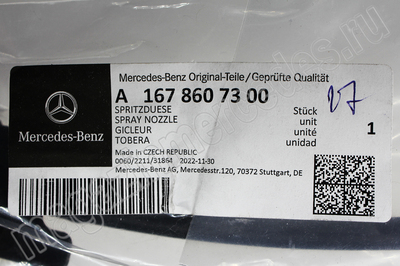 Mercedes-Benz Original-Teile/Geprüfte Qualität
A 167 860 73 00
SPRITZDUESE
SPRAY NOZZLE
GICLEUR
TOBERA
Stück
unit
unité
unidad
1
27
Mercedes-Benz
Made in CZECH REPUBLIC
0060/2211/31864 2022-11-30
Mercedes-Benz AG, Mercedesstr.120, 70372 Stuttgart, DE